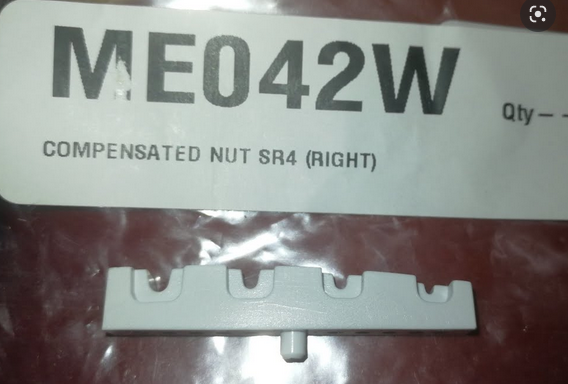 ME042W
Qty - -
COMPENSATED NUT SR4 (RIGHT)